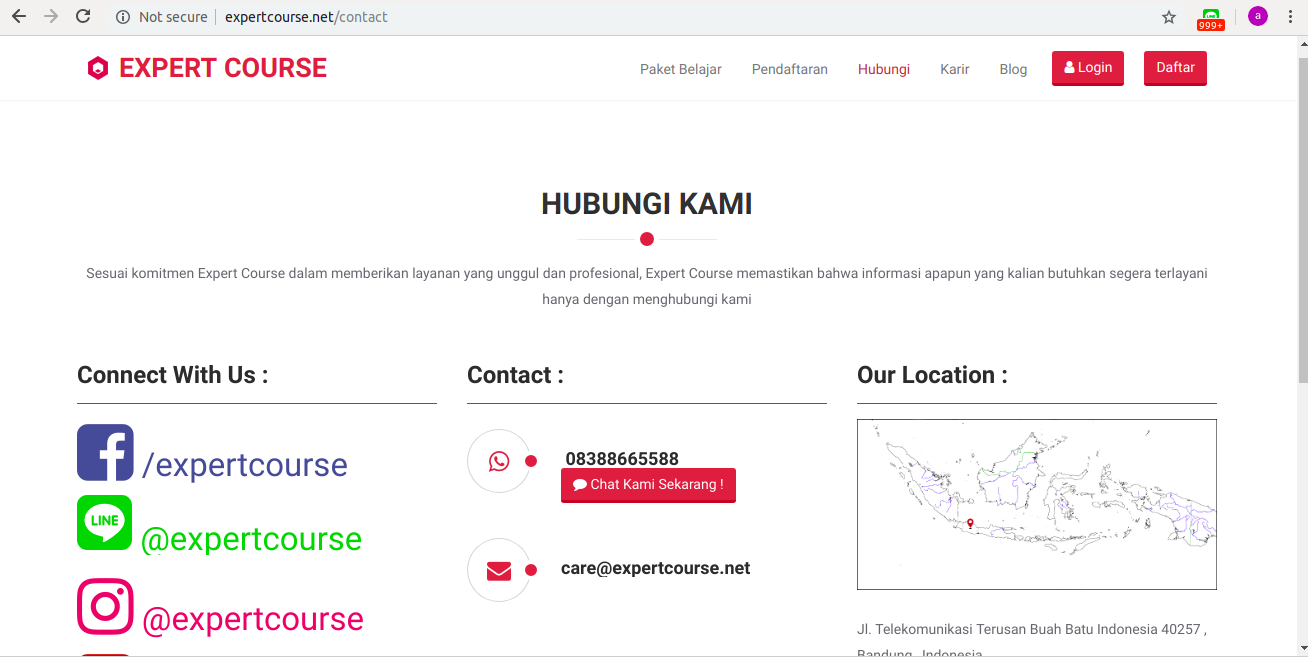 Not secure
expertcourse.net/contact
999+
a
EXPERT COURSE
Paket Belajar
Pendaftaran
Hubungi
Karir
Blog
Login
Daftar
HUBUNGI KAMI
Sesuai komitmen Expert Course dalam memberikan layanan yang unggul dan profesional, Expert Course memastikan bahwa informasi apapun yang kalian butuhkan segera terlayani
hanya dengan menghubungi kami
Connect With Us :
/expertcourse
LINE
@expertcourse
@expertcourse
Contact :
08388665588
Chat Kami Sekarang !
care@expertcourse.net
Our Location :
Jl. Telekomunikasi Terusan Buah Batu Indonesia 40257 ,
Bandung , Indonesia